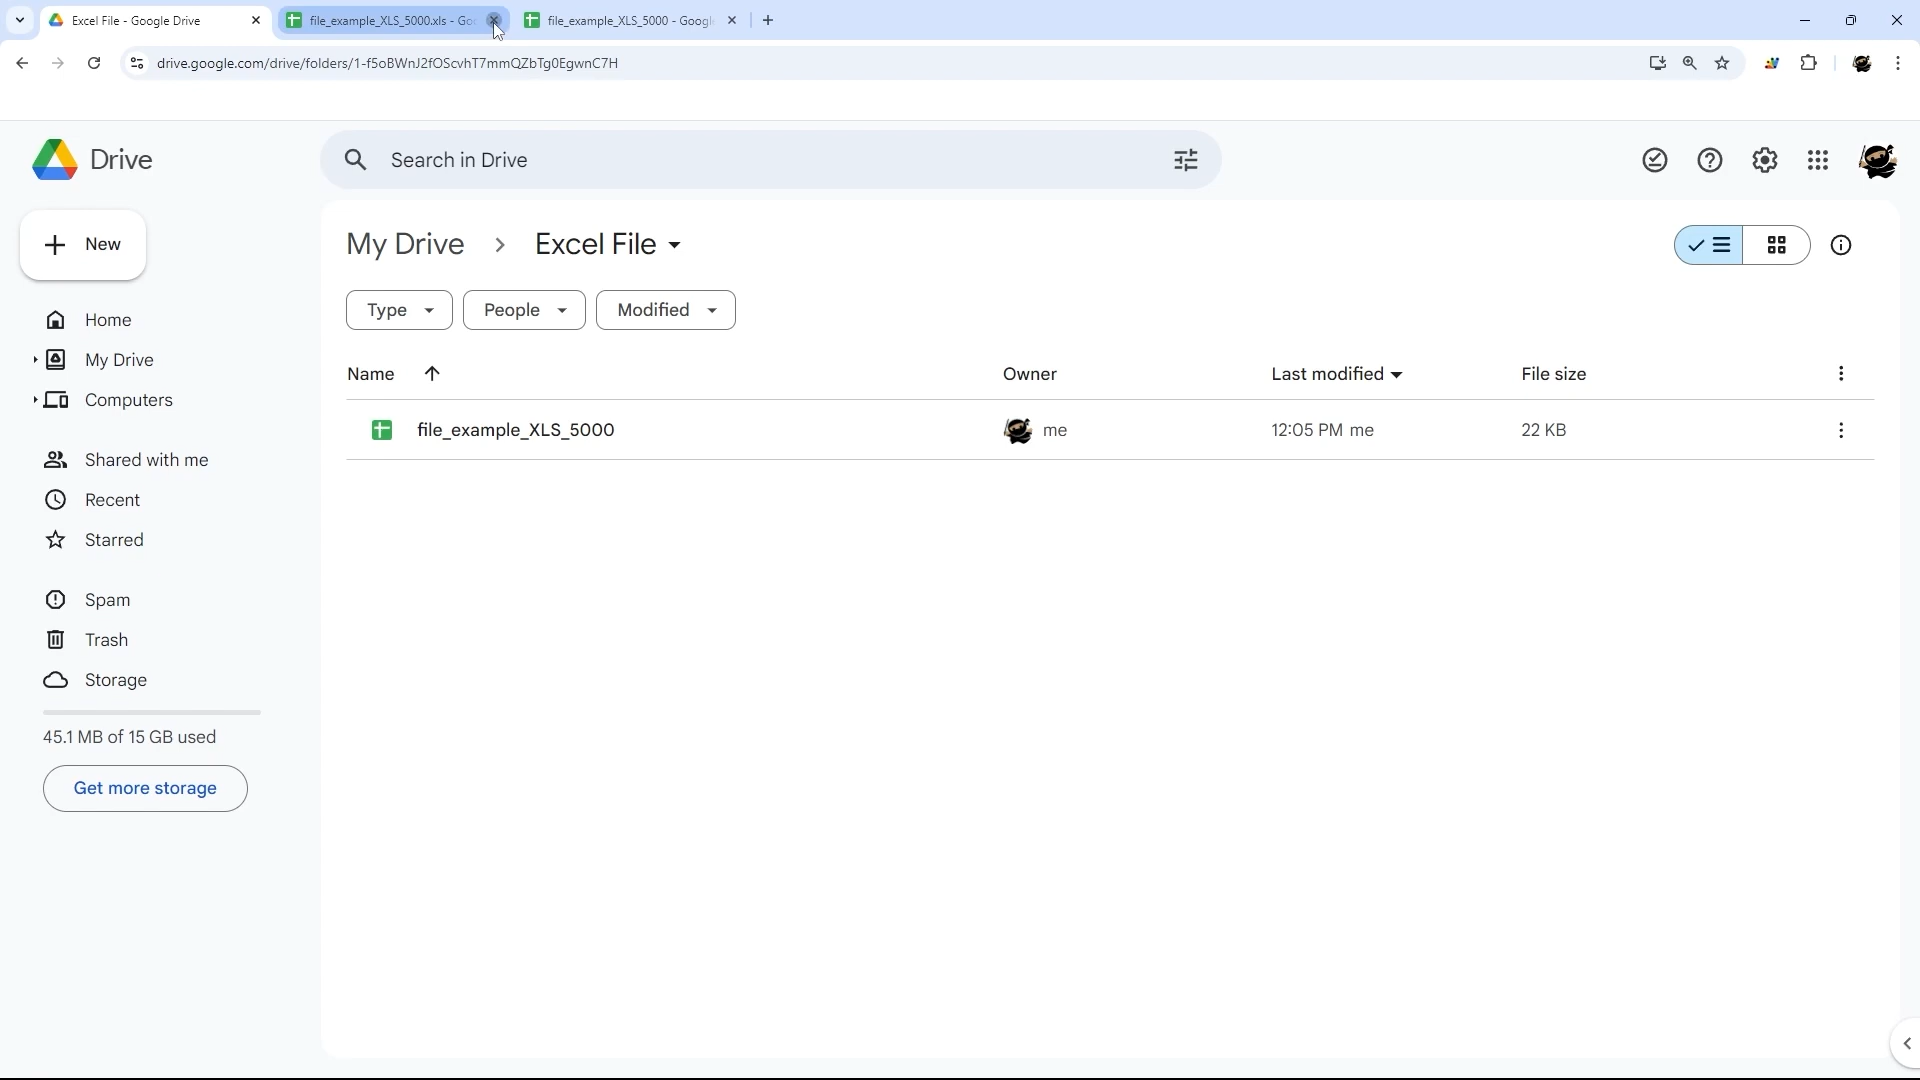 Excel File - Google Drive
file_example_XLS_5000.xls - Goo
file_example_XLS_5000 - Google
drive.google.com/drive/folders/1-f5oBWnJ2fOScvhT7mmQZbTg0EgwnC7H
Drive
Search in Drive
New
My Drive
Excel File
Home
Type
People
Modified
My Drive
Name
Owner
Last modified
File size
Computers
file_example_XLS_5000
me
12:05 PM me
22 KB
Shared with me
Recent
Starred
Spam
Trash
Storage
45.1 MB of 15 GB used
Get more storage